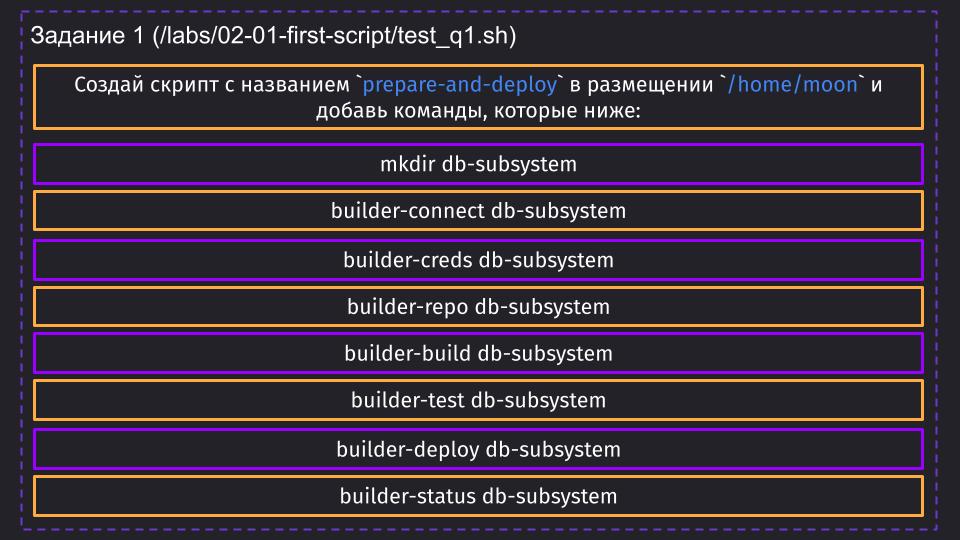 Задание 1 (/labs/02-01-first-script/test_q1.sh)
Создай скрипт с названием `prepare-and-deploy` в размещении `/home/moon` и
добавь команды, которые ниже:
mkdir db-subsystem
builder-connect db-subsystem
builder-creds db-subsystem
builder-repo db-subsystem
builder-build db-subsystem
builder-test db-subsystem
builder-deploy db-subsystem
builder-status db-subsystem